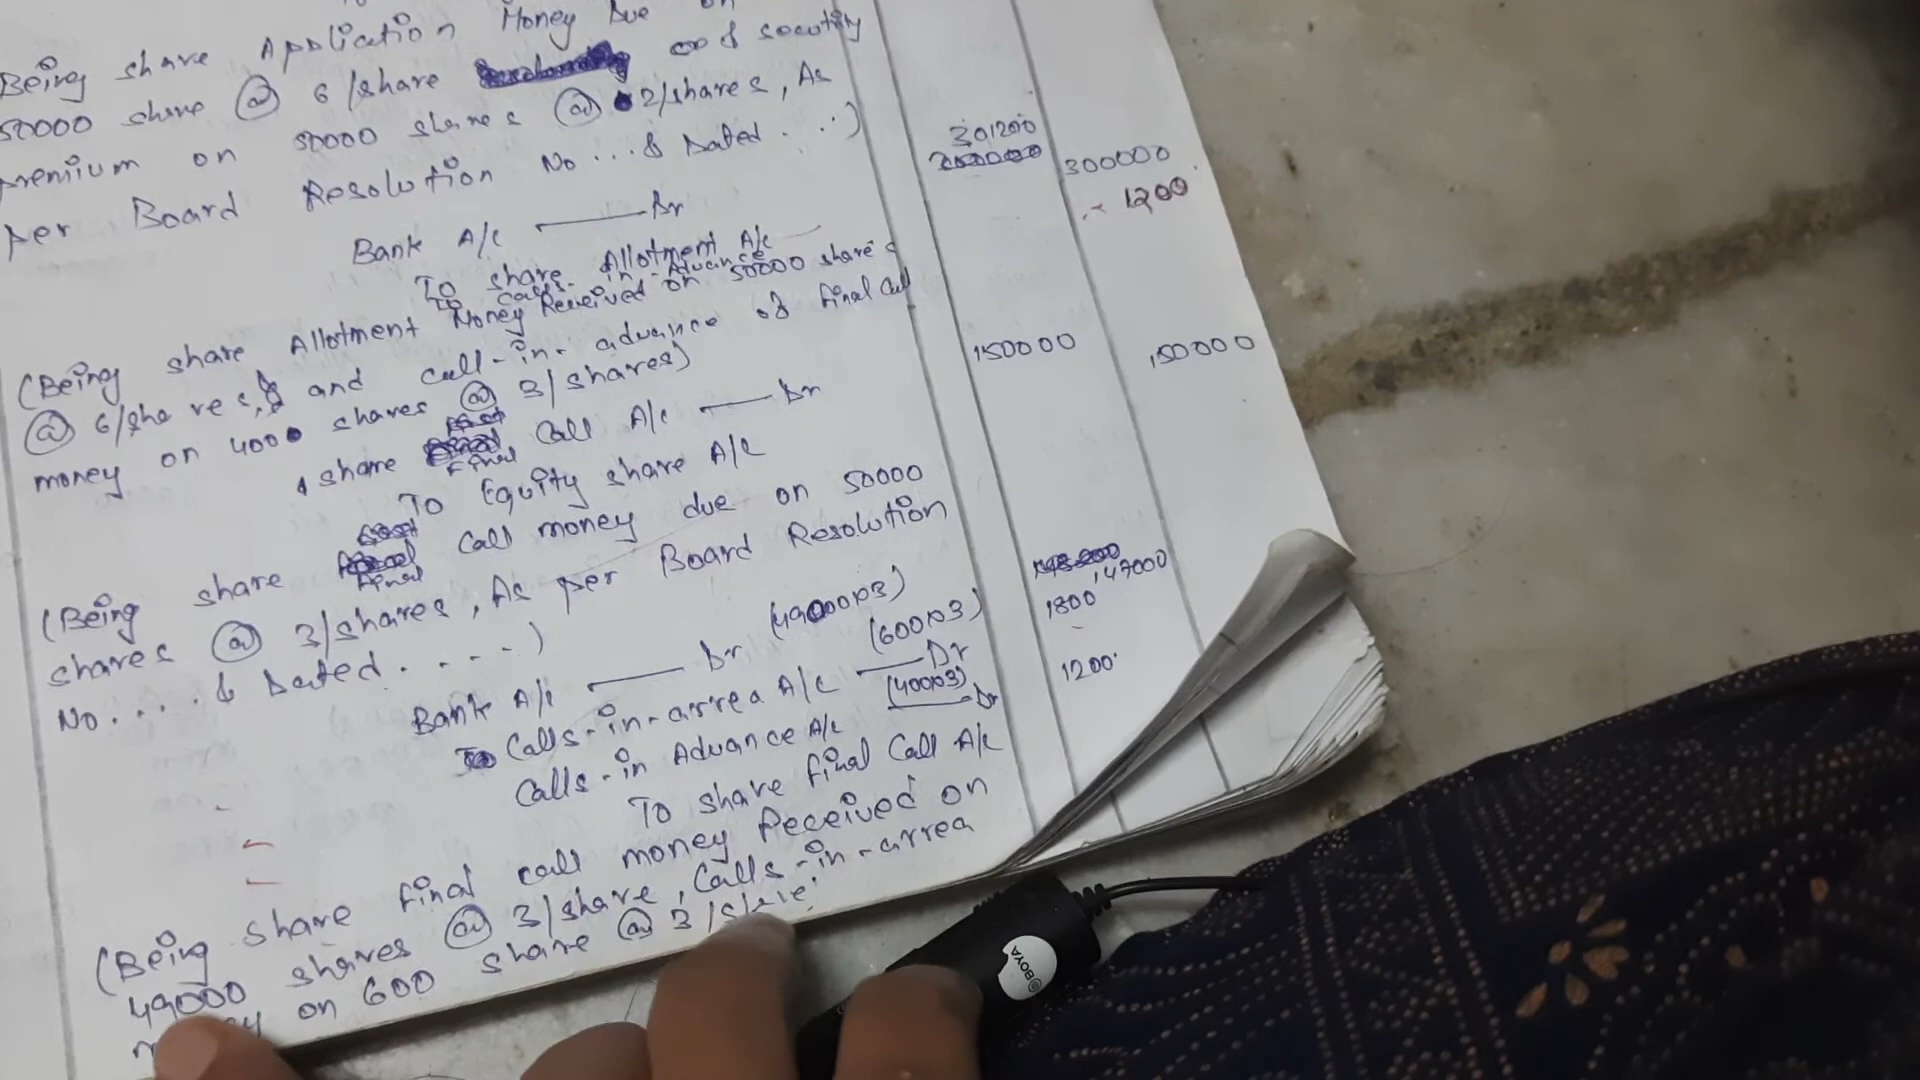 Being share Application Money Due on
50000 share @ 6/share and secutity
premium on 50000 shares @ 2/shares, As
per Board Resolution No... & Dated....)
301200
300000
1200
Bank A/c Dr
To share Allotment A/c
To calls-in-Advance
(Being share Allotment Money Received on 50000 share's
@ 6/shares, and call-in-advance of final call
money on 400 shares @ 3/shares)
150000
150000
share Final Call A/c Dr
To Equity share A/c
(Being share Final Call money due on 50000
shares @ 3/shares, As per Board Resolution
No.... & Dated.....)
147000
1800
1200
Bank A/c Dr (49000×3)
Calls-in-arrea A/c Dr (600×3)
Calls-in Advance A/c Dr (400×3)
To share final Call A/c
(Being share final call money Received on
49000 shares @ 3/share, Calls-in-arrea
on 600 share @ 3/share
BOYA